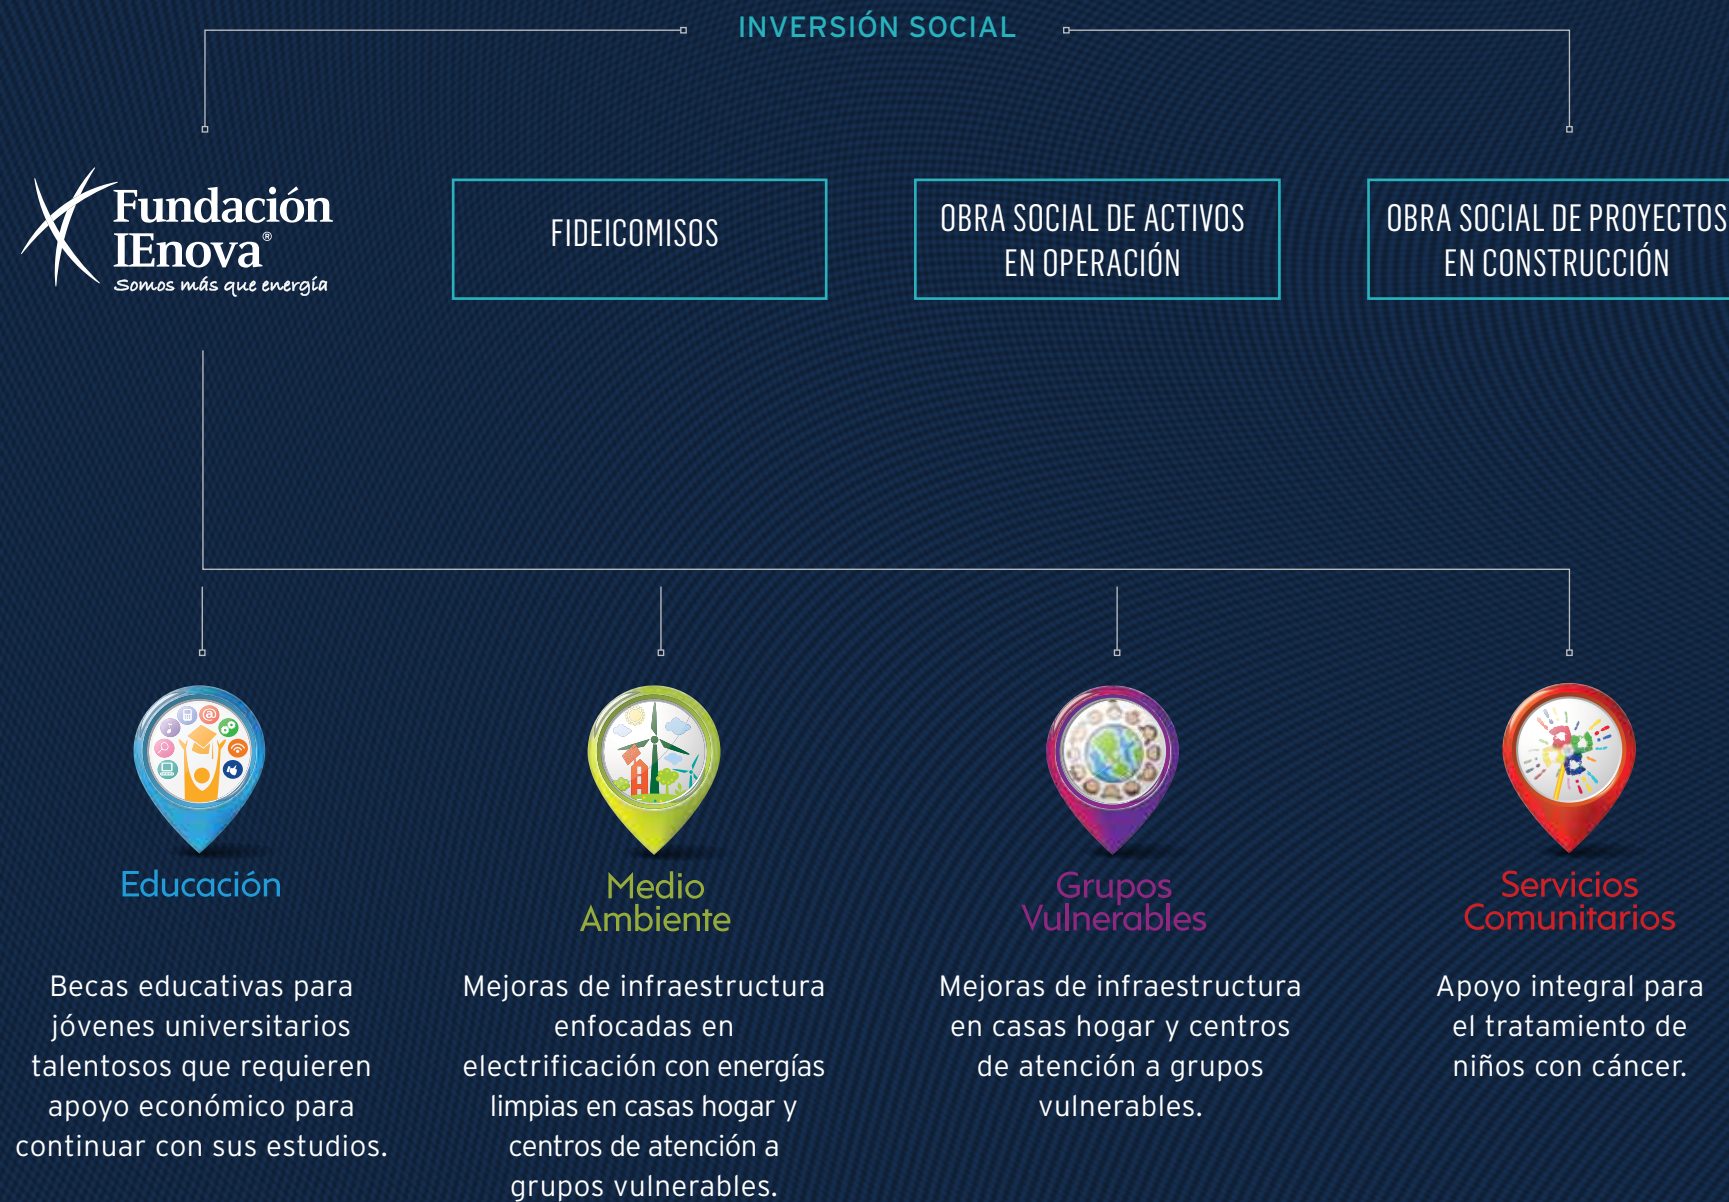 INVERSIÓN SOCIAL
Fundación
IEnova®
Somos más que energía
FIDEICOMISOS
OBRA SOCIAL DE ACTIVOS
EN OPERACIÓN
OBRA SOCIAL DE PROYECTOS
EN CONSTRUCCIÓN
Educación
Becas educativas para
jóvenes universitarios
talentosos que requieren
apoyo económico para
continuar con sus estudios.
Medio
Ambiente
Mejoras de infraestructura
enfocadas en
electrificación con energías
limpias en casas hogar y
centros de atención a
grupos vulnerables.
Grupos
Vulnerables
Mejoras de infraestructura
en casas hogar y centros
de atención a grupos
vulnerables.
Servicios
Comunitarios
Apoyo integral para
el tratamiento de
niños con cáncer.